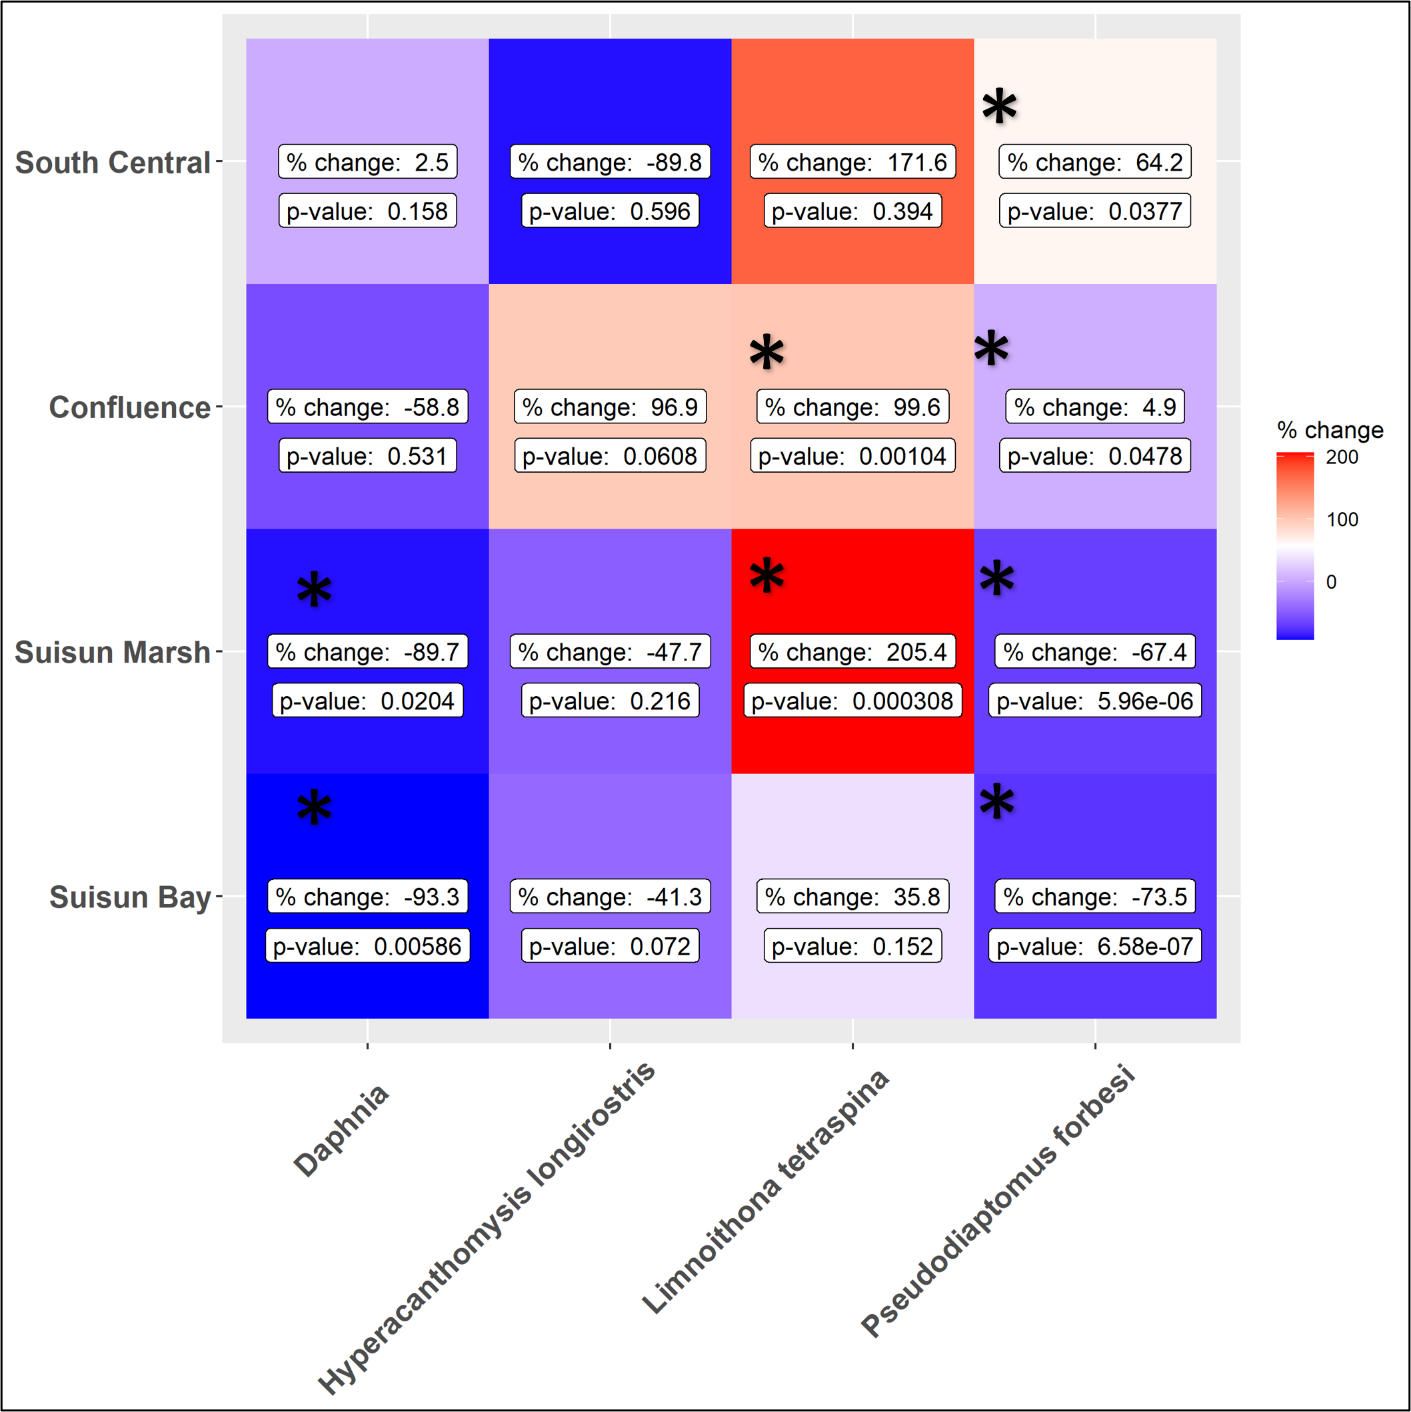 South Central
% change: 2.5
p-value: 0.158
% change: -89.8
p-value: 0.596
% change: 171.6
p-value: 0.394
*
% change: 64.2
p-value: 0.0377
Confluence
% change: -58.8
p-value: 0.531
% change: 96.9
p-value: 0.0608
*
% change: 99.6
p-value: 0.00104
*
% change: 4.9
p-value: 0.0478
Suisun Marsh
*
% change: -89.7
p-value: 0.0204
% change: -47.7
p-value: 0.216
*
% change: 205.4
p-value: 0.000308
*
% change: -67.4
p-value: 5.96e-06
Suisun Bay
*
% change: -93.3
p-value: 0.00586
% change: -41.3
p-value: 0.072
% change: 35.8
p-value: 0.152
*
% change: -73.5
p-value: 6.58e-07
Daphnia
Hyperacanthomysis longirostris
Limnoithona tetraspina
Pseudodiaptomus forbesi
% change
200
100
0